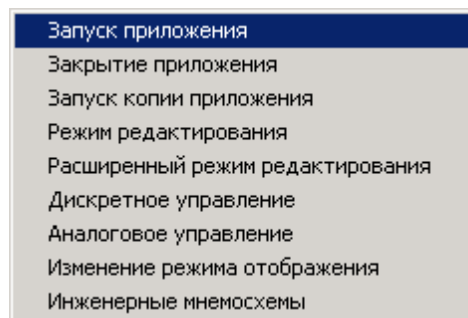 Запуск приложения
Закрытие приложения
Запуск копии приложения
Режим редактирования
Расширенный режим редактирования
Дискретное управление
Аналоговое управление
Изменение режима отображения
Инженерные мнемосхемы